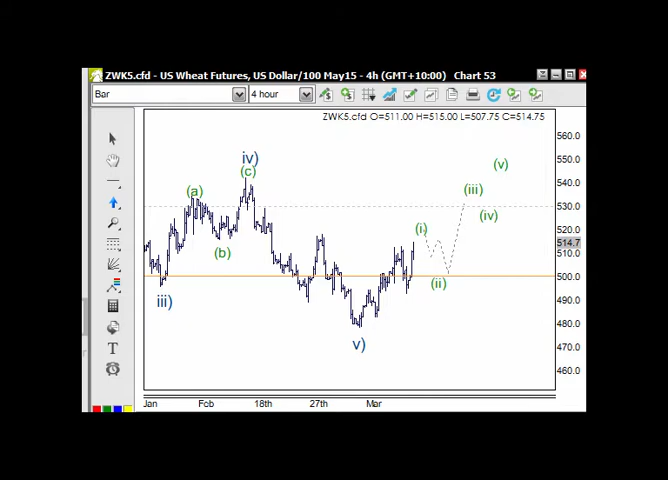 ZWK5.cfd - US Wheat Futures, US Dollar/100 May15 - 4h (GMT+10:00) Chart 53
Bar 4 hour
ZWK5.cfd O=511.00 H=515.00 L=507.75 C=514.75
560.0
550.0
540.0
530.0
520.0
514.7
500.0
490.0
480.0
470.0
460.0
iv)
(c)
(a)
(b)
iii)
v)
(i)
(ii)
(iii)
(iv)
(v)
T
Jan Feb 18th 27th Mar